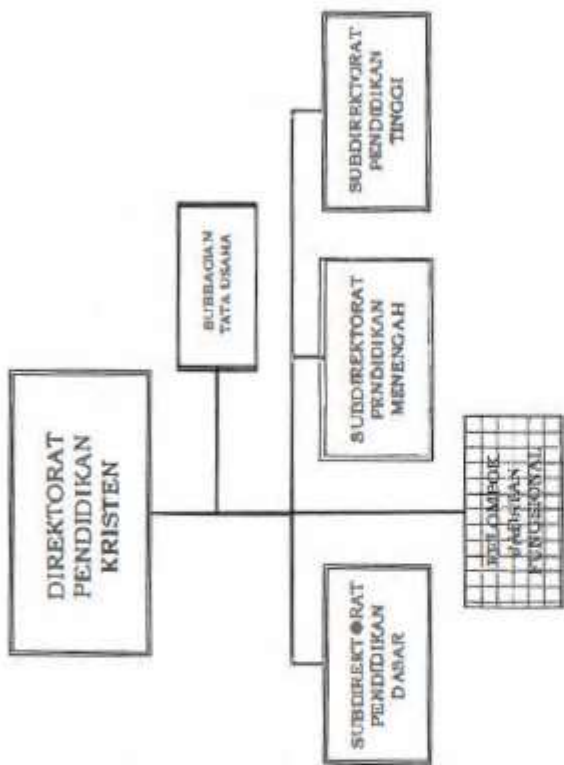 DIREKTORAT
PENDIDIKAN
KRISTEN
SUBBAGIAN
TATA USAHA
SUBDIREKTORAT
PENDIDIKAN
DASAR
SUBDIREKTORAT
PENDIDIKAN
MENENGAH
SUBDIREKTORAT
PENDIDIKAN
TINGGI
KELOMPOK
JABATAN
FUNGSIONAL